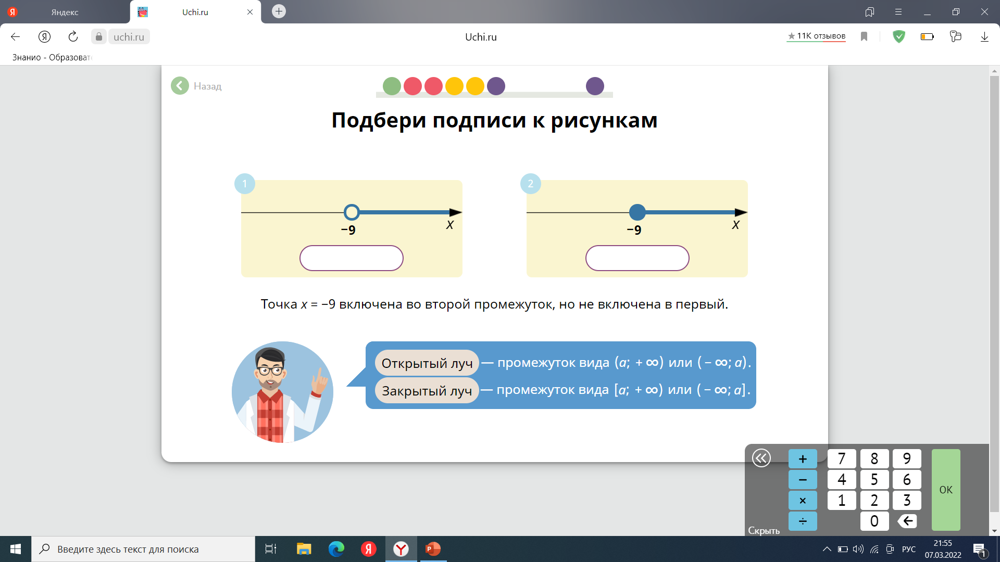 Яндекс
Uchi.ru
uchi.ru
Uchi.ru
11К отзывов
Знанио - Образоват
Назад
Подбери подписи к рисункам
1
−9
x
2
−9
x
Точка x = −9 включена во второй промежуток, но не включена в первый.
Открытый луч — промежуток вида (a; +∞) или (−∞; a).
Закрытый луч — промежуток вида [a; +∞) или (−∞; a].
+ 7 8 9
− 4 5 6
× 1 2 3
÷ 0
OK
Скрыть
Введите здесь текст для поиска
РУС
21:55
07.03.2022
1